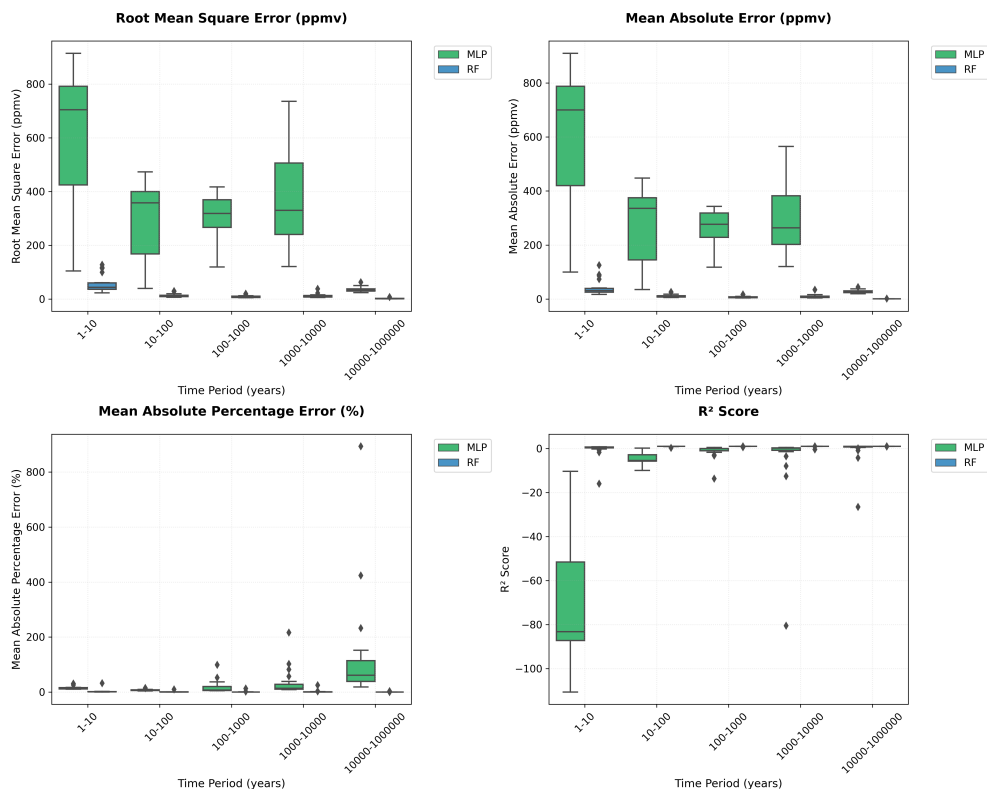 Root Mean Square Error (ppmv)
Root Mean Square Error (ppmv)
800
600
400
200
0
1-10
10-100
100-1000
1000-10000
10000-1000000
Time Period (years)
MLP
RF
Mean Absolute Error (ppmv)
Mean Absolute Error (ppmv)
800
600
400
200
0
1-10
10-100
100-1000
1000-10000
10000-1000000
Time Period (years)
MLP
RF
Mean Absolute Percentage Error (%)
Mean Absolute Percentage Error (%)
800
600
400
200
0
1-10
10-100
100-1000
1000-10000
10000-1000000
Time Period (years)
MLP
RF
R² Score
R² Score
0
−20
−40
−60
−80
−100
1-10
10-100
100-1000
1000-10000
10000-1000000
Time Period (years)
MLP
RF